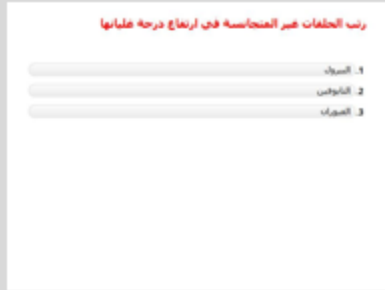 رتب الحلقات غير المتجانسة في ارتفاع درجة غليانها
1. البيرول
2. الثايوفين
3. الفيوران